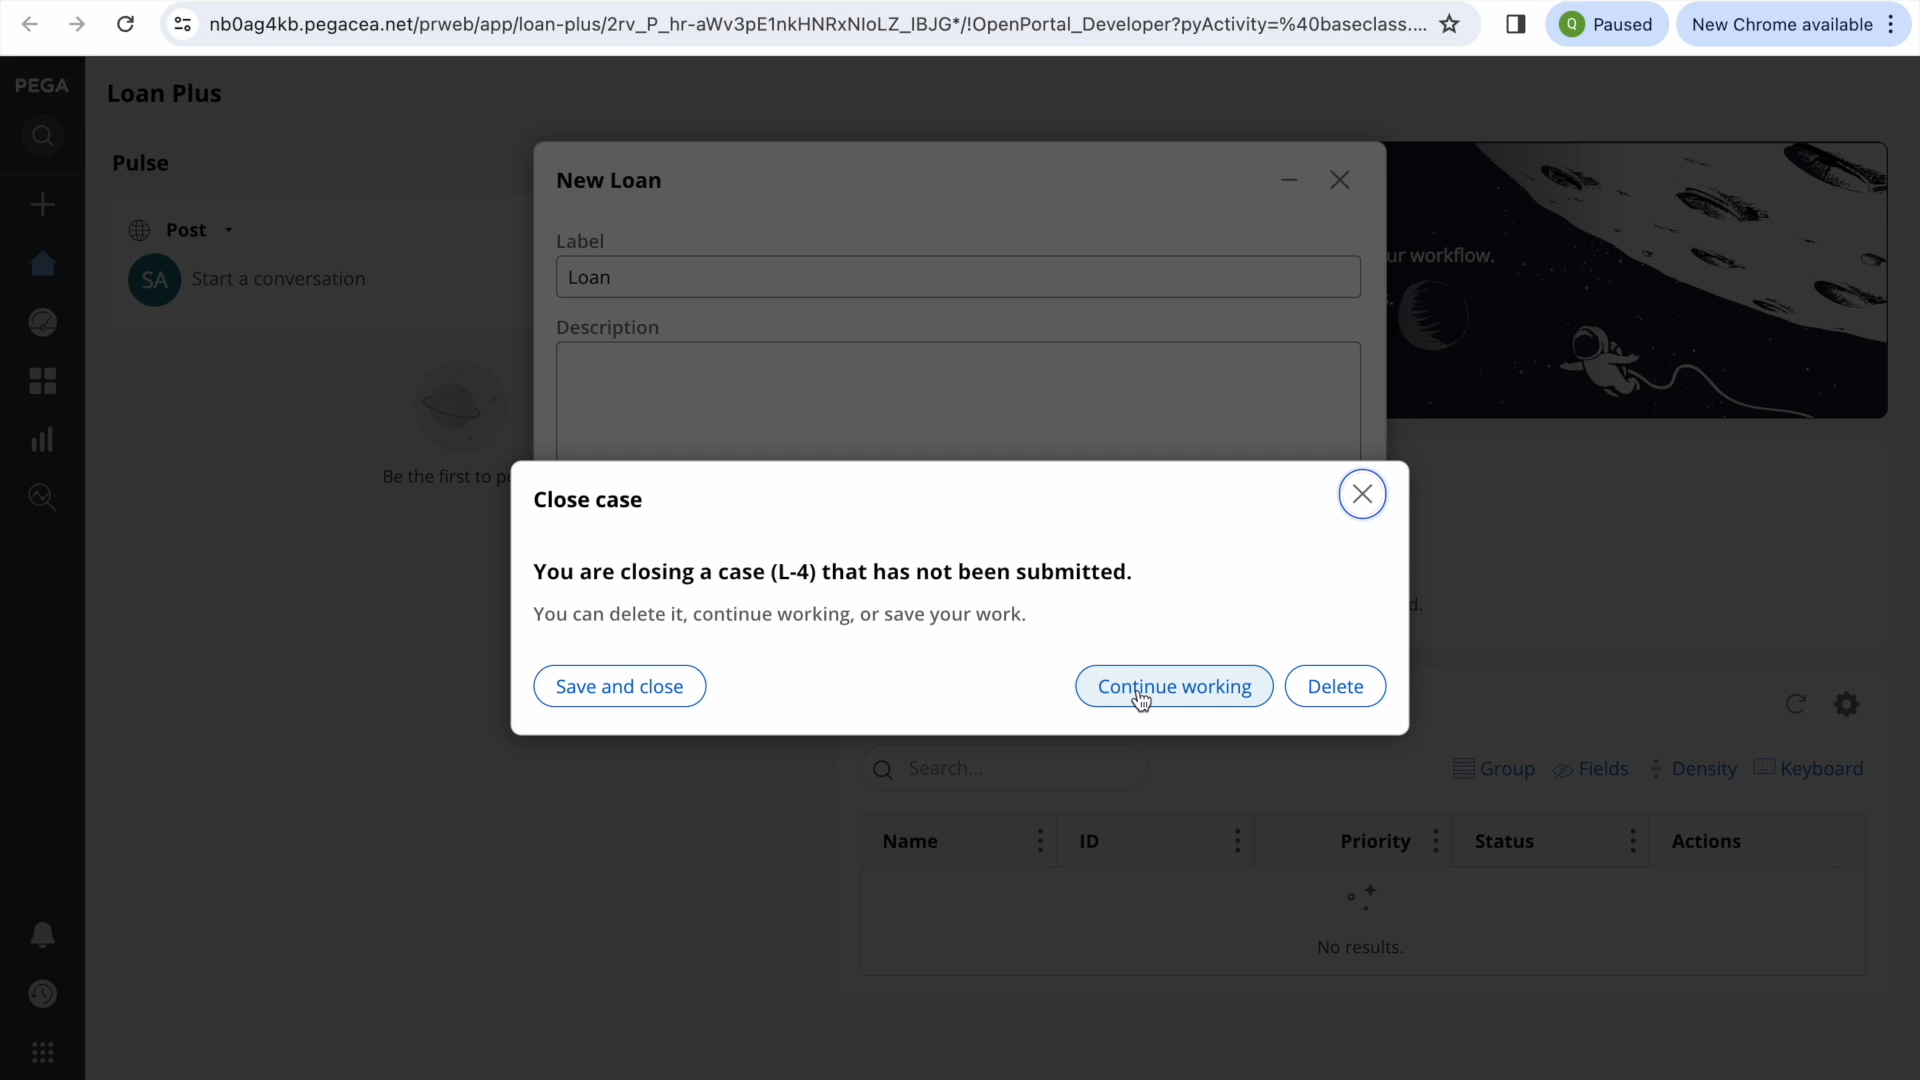 nb0ag4kb.pegacea.net/prweb/app/loan-plus/2rv_P_hr-aWv3pE1nkHNRxNIoLZ_IBJG*/!OpenPortal_Developer?pyActivity=%40baseclass....
Q Paused
New Chrome available
PEGA
Loan Plus
Pulse
Post
SA Start a conversation
Be the first to p
New Loan
Label
Loan
Description
ur workflow.
Close case
You are closing a case (L-4) that has not been submitted.
You can delete it, continue working, or save your work.
d.
Save and close Continue working Delete
Search... Group Fields Density Keyboard
Name ID Priority Status Actions
No results.